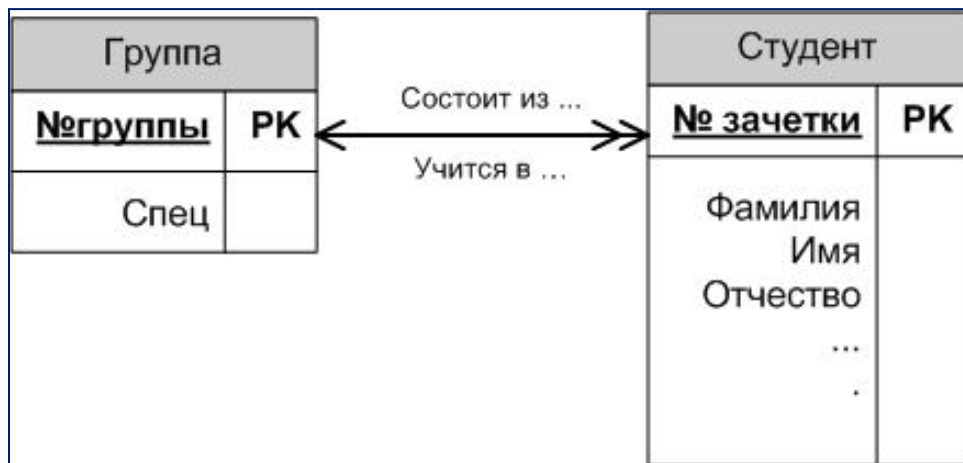 Группа
№группы PK
Спец
Состоит из ...
Учится в ...
Студент
№ зачетки PK
Фамилия
Имя
Отчество
...
.